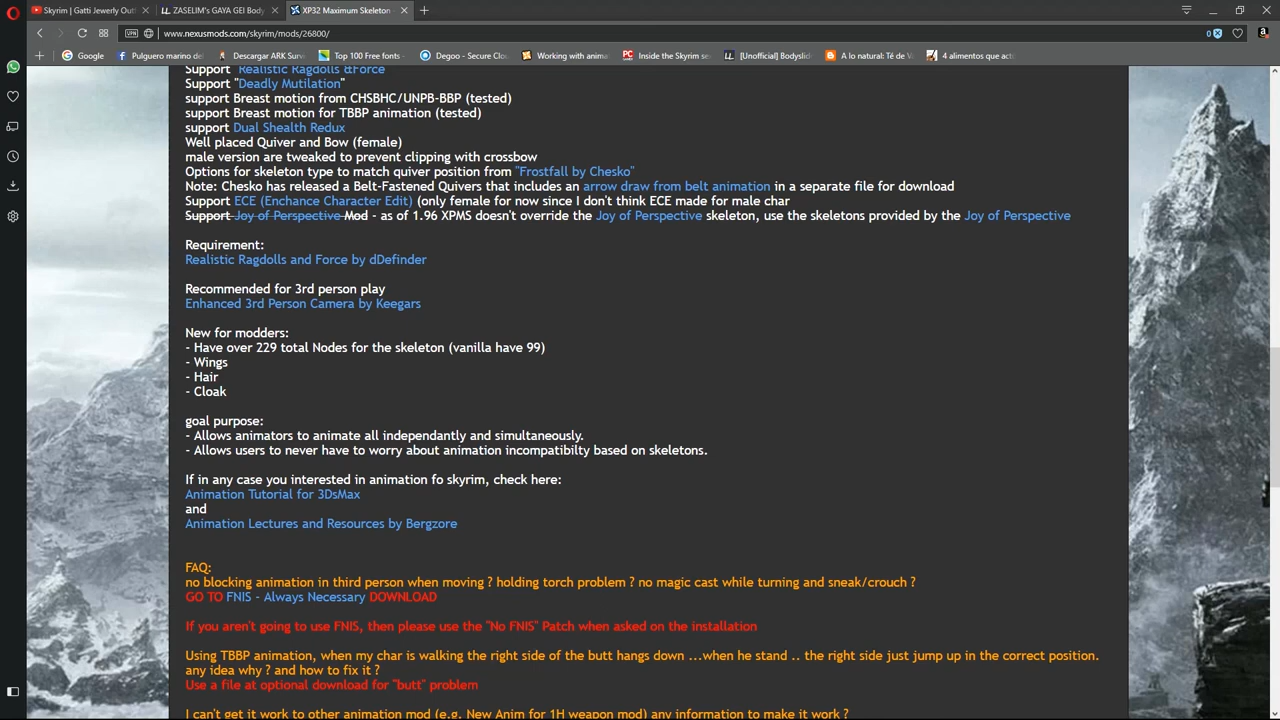 Skyrim | Gatti Jewerly Outf
ZASELIM'S GAYA GEI Body
XP32 Maximum Skeleton -
VPN
www.nexusmods.com/skyrim/mods/26800/
0
Google
Pulguero marino del
Descargar ARK Surviv
Top 100 Free fonts -
Degoo - Secure Clou
Working with anima
Inside the Skyrim se
[Unofficial] Bodyslid
A lo natural: Té de V
4 alimentos que act
Support "Realistic Ragdolls &Force
Support "Deadly Mutilation"
support Breast motion from CHSBHC/UNPB-BBP (tested)
support Breast motion for TBBP animation (tested)
support Dual Shealth Redux
Well placed Quiver and Bow (female)
male version are tweaked to prevent clipping with crossbow
Options for skeleton type to match quiver position from "Frostfall by Chesko"
Note: Chesko has released a Belt-Fastened Quivers that includes an arrow draw from belt animation in a separate file for download
Support ECE (Enchance Character Edit) (only female for now since I don't think ECE made for male char
Support Joy of Perspective Mod - as of 1.96 XPMS doesn't override the Joy of Perspective skeleton, use the skeletons provided by the Joy of Perspective
Requirement:
Realistic Ragdolls and Force by dDefinder
Recommended for 3rd person play
Enhanced 3rd Person Camera by Keegars
New for modders:
- Have over 229 total Nodes for the skeleton (vanilla have 99)
- Wings
- Hair
- Cloak
goal purpose:
- Allows animators to animate all independantly and simultaneously.
- Allows users to never have to worry about animation incompatibilty based on skeletons.
If in any case you interested in animation fo skyrim, check here:
Animation Tutorial for 3DsMax
and
Animation Lectures and Resources by Bergzore
FAQ:
no blocking animation in third person when moving ? holding torch problem ? no magic cast while turning and sneak/crouch ?
GO TO FNIS - Always Necessary DOWNLOAD
If you aren't going to use FNIS, then please use the "No FNIS" Patch when asked on the installation
Using TBBP animation, when my char is walking the right side of the butt hangs down ...when he stand .. the right side just jump up in the correct position.
any idea why ? and how to fix it ?
Use a file at optional download for "butt" problem
I can't get it work to other animation mod (e.g. New Anim for 1H weapon mod) any information to make it work ?